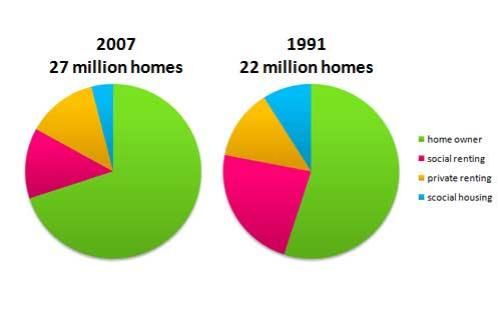 2007
27 million homes
1991
22 million homes
home owner
social renting
private renting
scocial housing